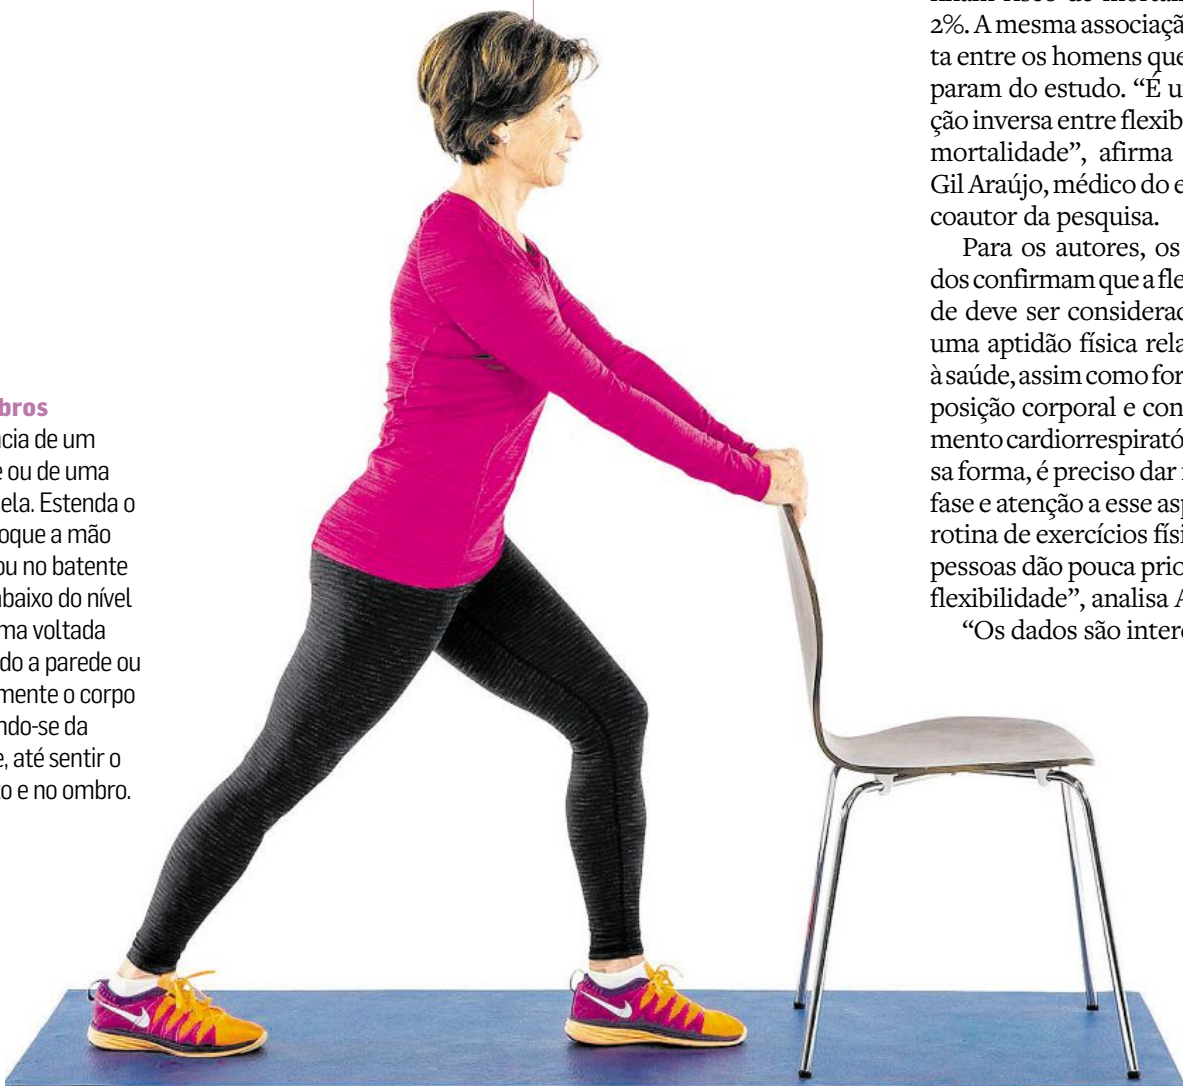 bros
cia de um
e ou de uma
ela. Estenda o
oque a mão
ou no batente
abaixo do nível
ma voltada
do a parede ou
mente o corpo
ndo-se da
e, até sentir o
o e no ombro.
risco de
2%. A mesma associaçã
ta entre os homens que
param do estudo. “É u
ção inversa entre flexib
mortalidade”, afirma
Gil Araújo, médico do e
coautor da pesquisa.
Para os autores, os
dos confirmam que a fle
de deve ser considerad
uma aptidão física rela
à saúde, assim como for
posição corporal e con
mento cardiorrespirató
sa forma, é preciso dar
fase e atenção a esse asp
rotina de exercícios físi
pessoas dão pouca prio
flexibilidade”, analisa A
“Os dados são inter